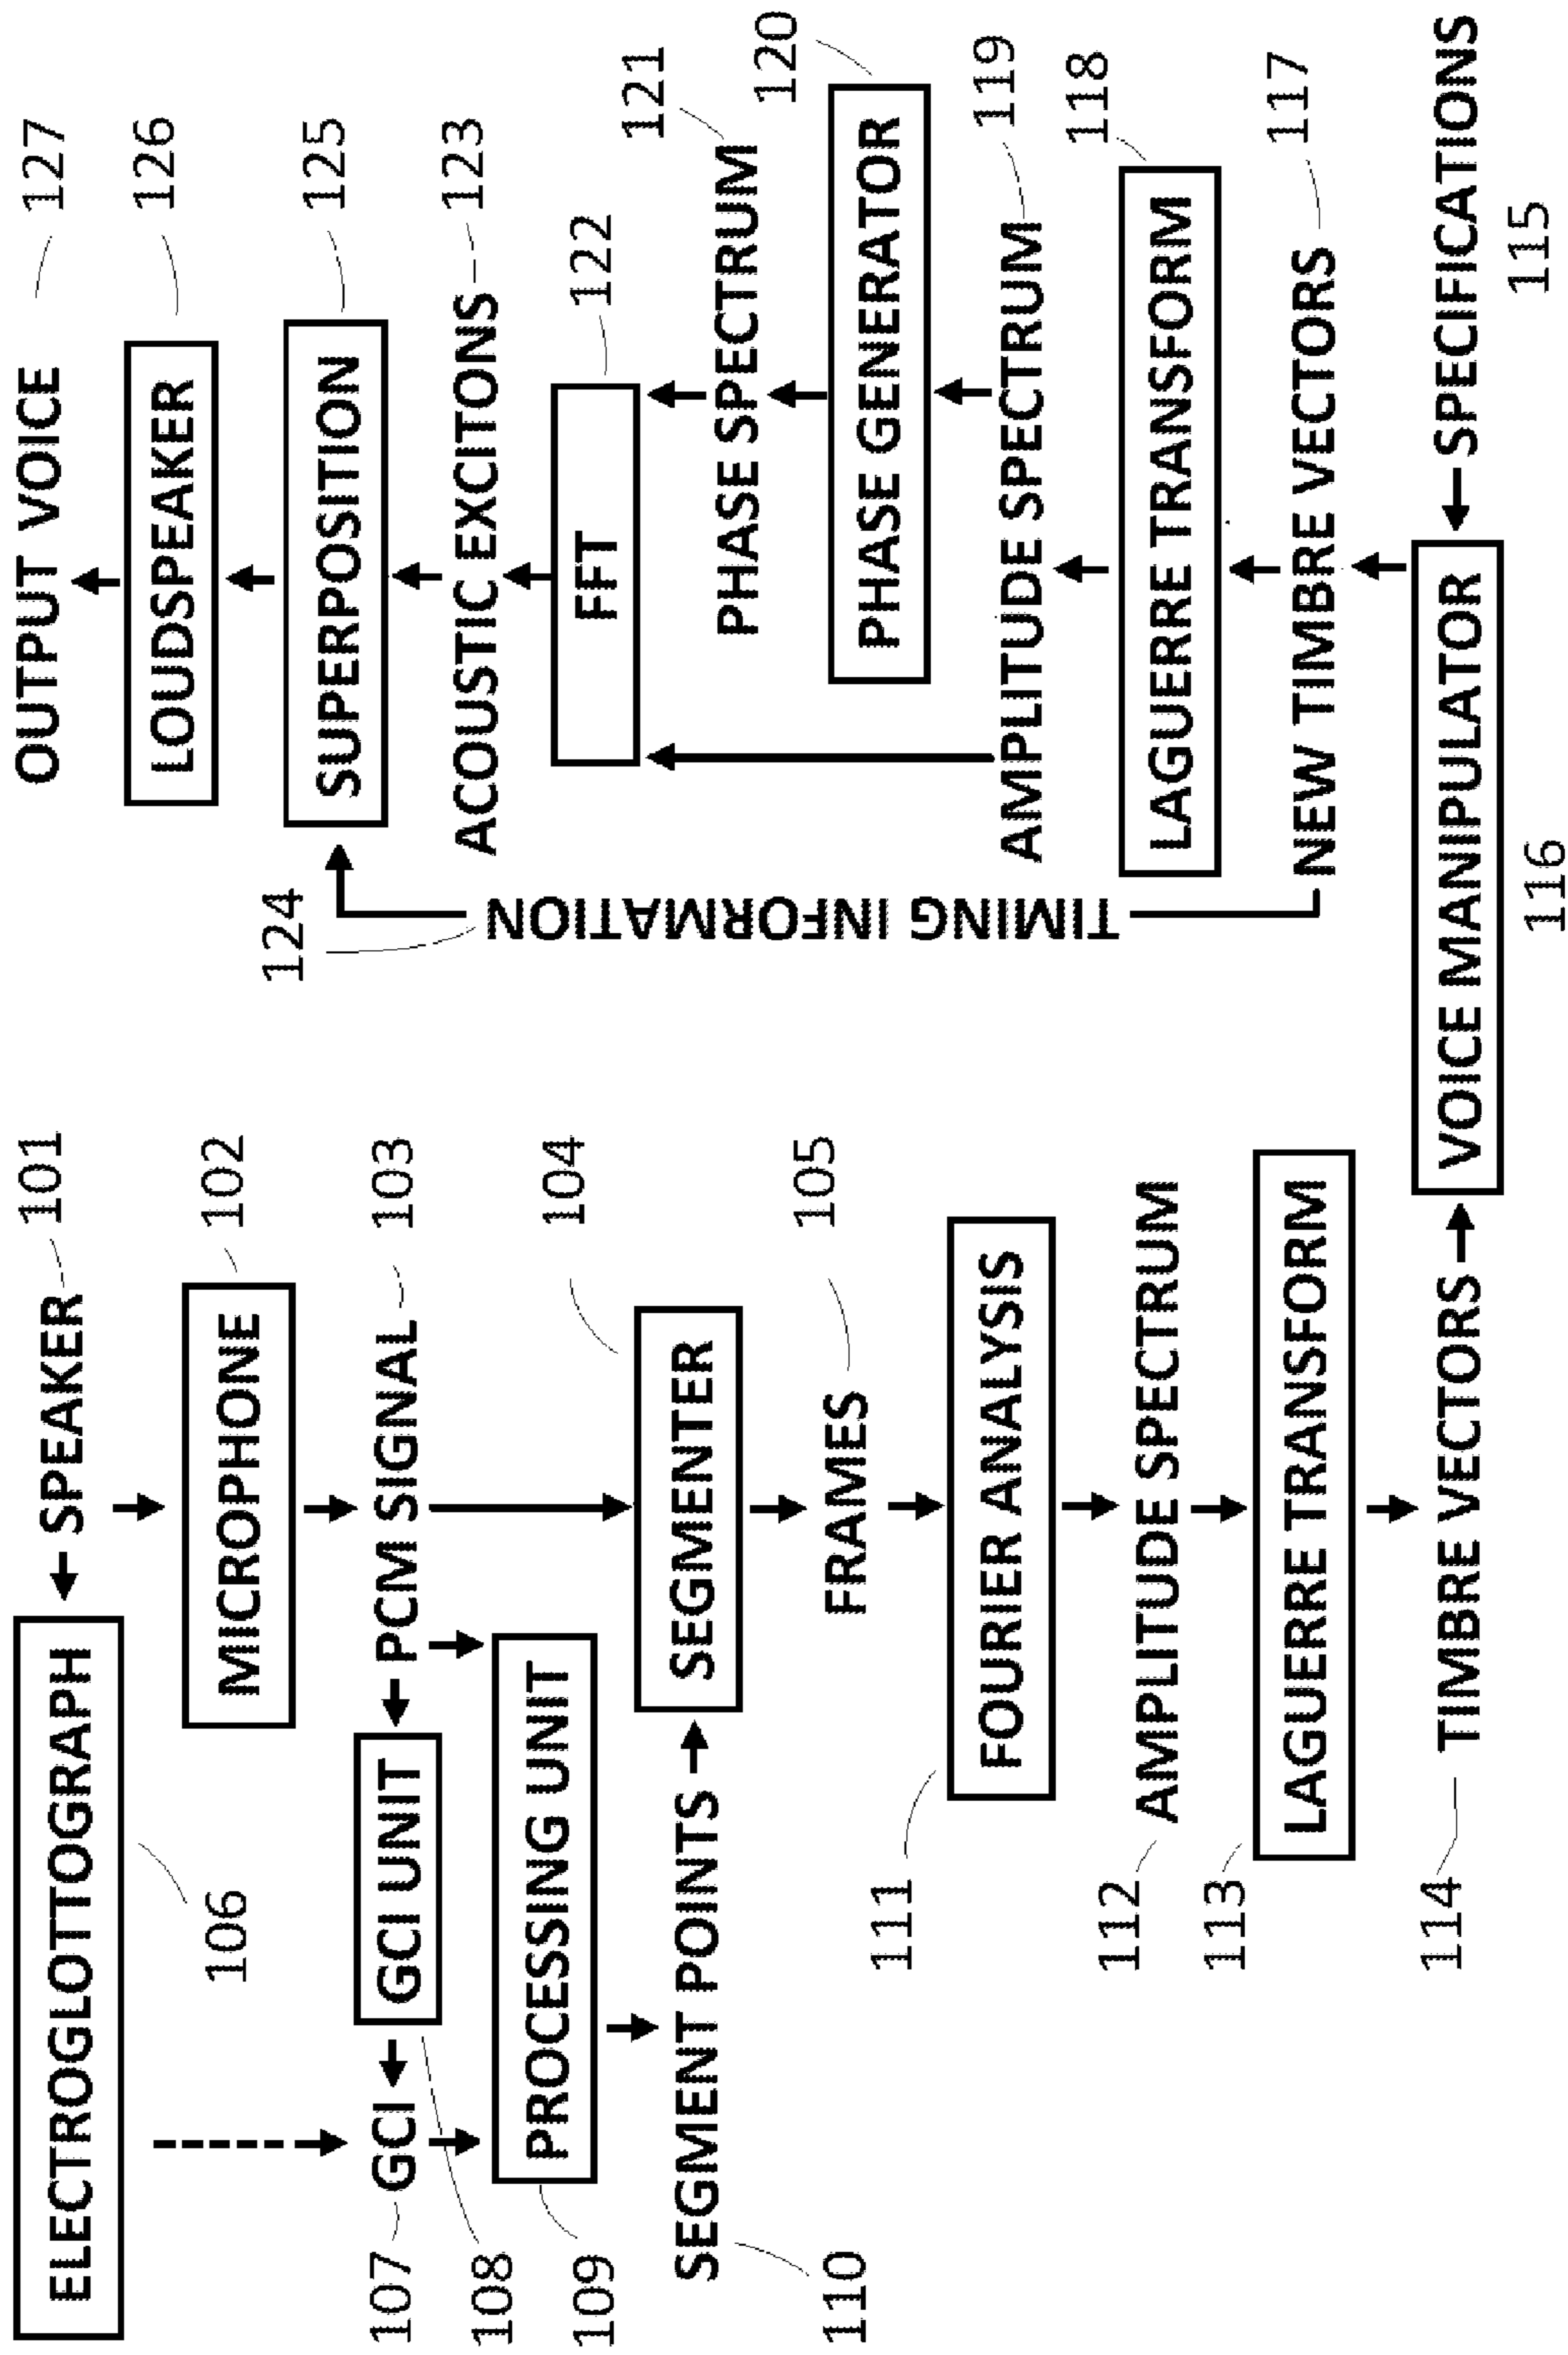 ELECTROGLOTTOGRAPH
SPEAKER
101
106
MICROPHONE
102
107
GCI
GCI UNIT
PCM SIGNAL
103
108
109
PROCESSING UNIT
104
110
SEGMENT POINTS
SEGMENTER
FRAMES
105
111
FOURIER ANALYSIS
112
AMPLITUDE SPECTRUM
113
LAGUERRE TRANSFORM
114
TIMBRE VECTORS
VOICE MANIPULATOR
116
SPECIFICATIONS
115
NEW TIMBRE VECTORS
117
LAGUERRE TRANSFORM
118
AMPLITUDE SPECTRUM
119
PHASE GENERATOR
120
PHASE SPECTRUM
121
FFT
122
ACOUSTIC EXCITONS
123
TIMING INFORMATION
124
SUPERPOSITION
125
LOUDSPEAKER
126
OUTPUT VOICE
127